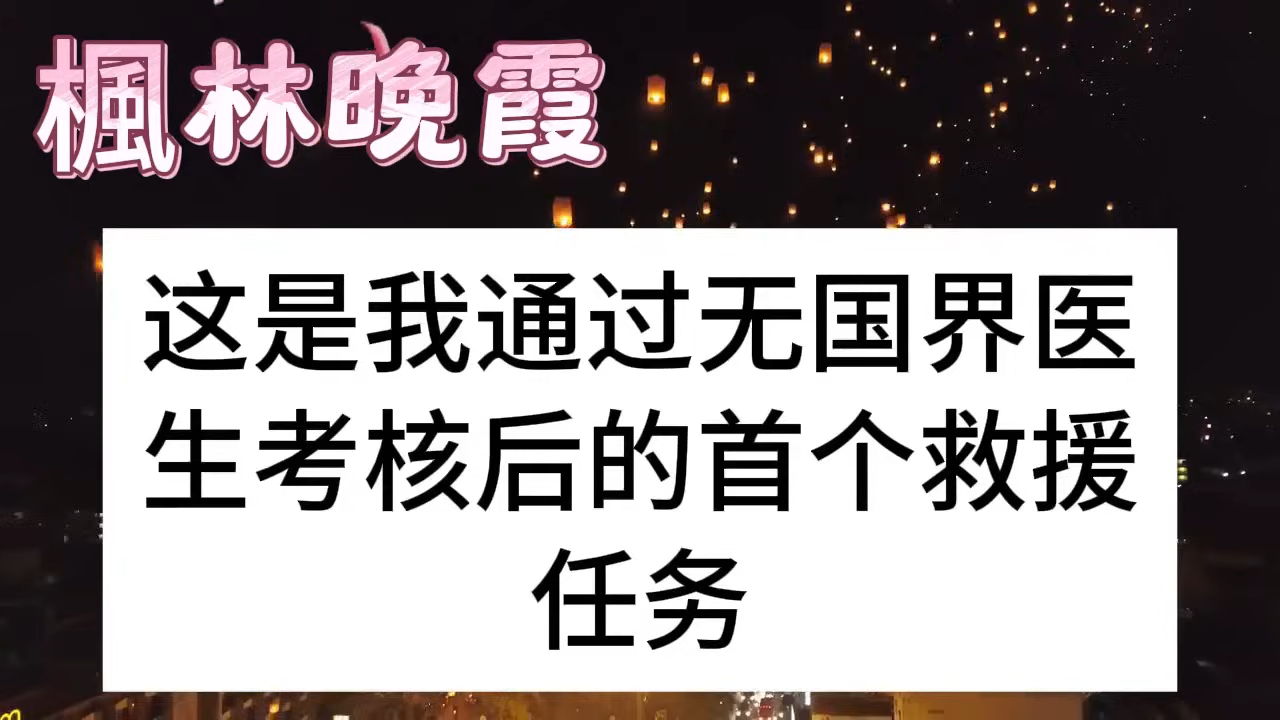 楓林晚霞
这是我通过无国界医
生考核后的首个救援
任务